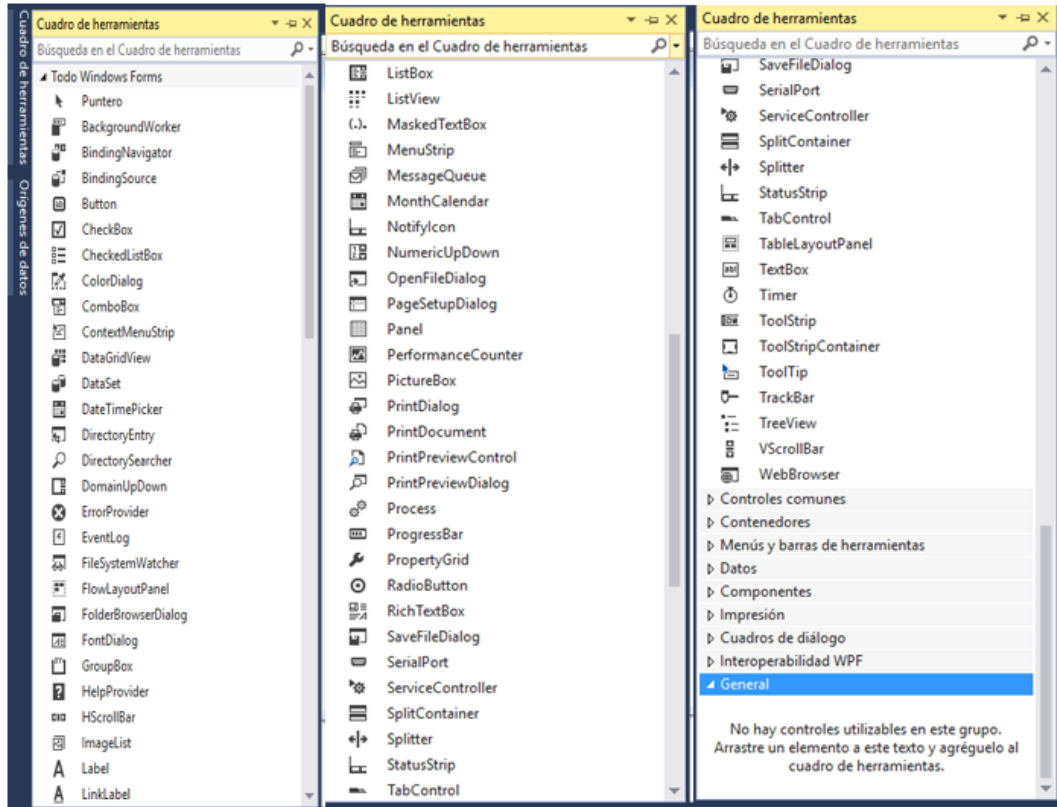 Cuadro de herramientas
Orígenes de datos
Cuadro de herramientas
Búsqueda en el Cuadro de herramientas
Todo Windows Forms
Puntero
BackgroundWorker
BindingNavigator
BindingSource
Button
CheckBox
CheckedListBox
ColorDialog
ComboBox
ContextMenuStrip
DataGridView
DataSet
DateTimePicker
DirectoryEntry
DirectorySearcher
DomainUpDown
ErrorProvider
EventLog
FileSystemWatcher
FlowLayoutPanel
FolderBrowserDialog
FontDialog
GroupBox
HelpProvider
HScrollBar
ImageList
Label
LinkLabel
Cuadro de herramientas
Búsqueda en el Cuadro de herramientas
ListBox
ListView
MaskedTextBox
MenuStrip
MessageQueue
MonthCalendar
NotifyIcon
NumericUpDown
OpenFileDialog
PageSetupDialog
Panel
PerformanceCounter
PictureBox
PrintDialog
PrintDocument
PrintPreviewControl
PrintPreviewDialog
Process
ProgressBar
PropertyGrid
RadioButton
RichTextBox
SaveFileDialog
SerialPort
ServiceController
SplitContainer
Splitter
StatusStrip
TabControl
Cuadro de herramientas
Búsqueda en el Cuadro de herramientas
SaveFileDialog
SerialPort
ServiceController
SplitContainer
Splitter
StatusStrip
TabControl
TableLayoutPanel
TextBox
Timer
ToolStrip
ToolStripContainer
ToolTip
TrackBar
TreeView
VScrollBar
WebBrowser
Controles comunes
Contenedores
Menús y barras de herramientas
Datos
Componentes
Impresión
Cuadros de diálogo
Interoperabilidad WPF
General
No hay controles utilizables en este grupo.
Arrastre un elemento a este texto y agréguelo al
cuadro de herramientas.